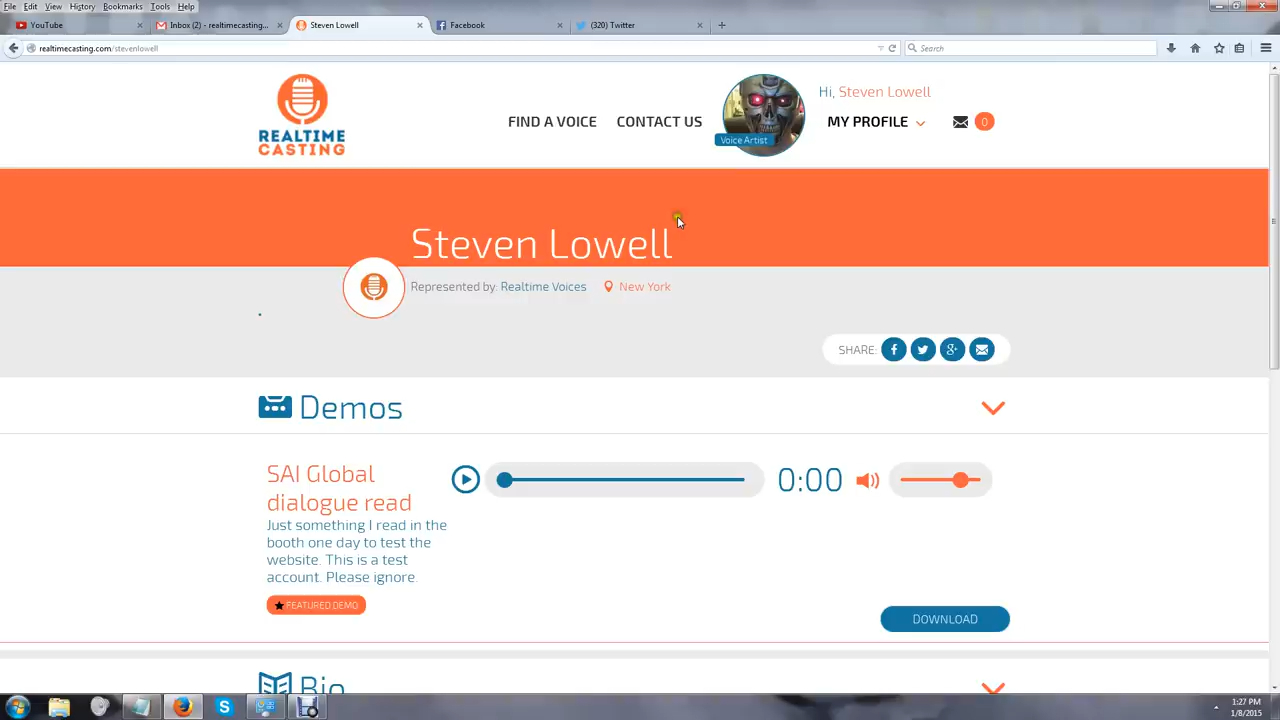 File Edit View History Bookmarks Tools Help
YouTube
Inbox (2) - realtimecasting...
Steven Lowell
Facebook
(320) Twitter
realtimecasting.com/stevenlowell
Search
REALTIME
CASTING
FIND A VOICE
CONTACT US
Voice Artist
Hi, Steven Lowell
MY PROFILE
0
Steven Lowell
Represented by: Realtime Voices
New York
SHARE:
Demos
SAI Global
dialogue read
0:00
Just something I read in the
booth one day to test the
website. This is a test
account. Please ignore.
FEATURED DEMO
DOWNLOAD
Bio
1:27 PM
1/8/2015